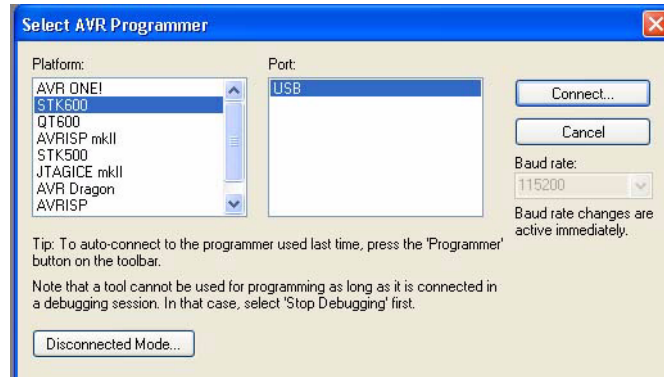 Select AVR Programmer
Platform:
Port:
AVR ONE!
STK600
QT600
AVRISP mkII
STK500
JTAGICE mkII
AVR Dragon
AVRISP
USB
Connect...
Cancel
Baud rate:
115200
Baud rate changes are
active immediately.
Tip: To auto-connect to the programmer used last time, press the 'Programmer'
button on the toolbar.
Note that a tool cannot be used for programming as long as it is connected in
a debugging session. In that case, select 'Stop Debugging' first.
Disconnected Mode...